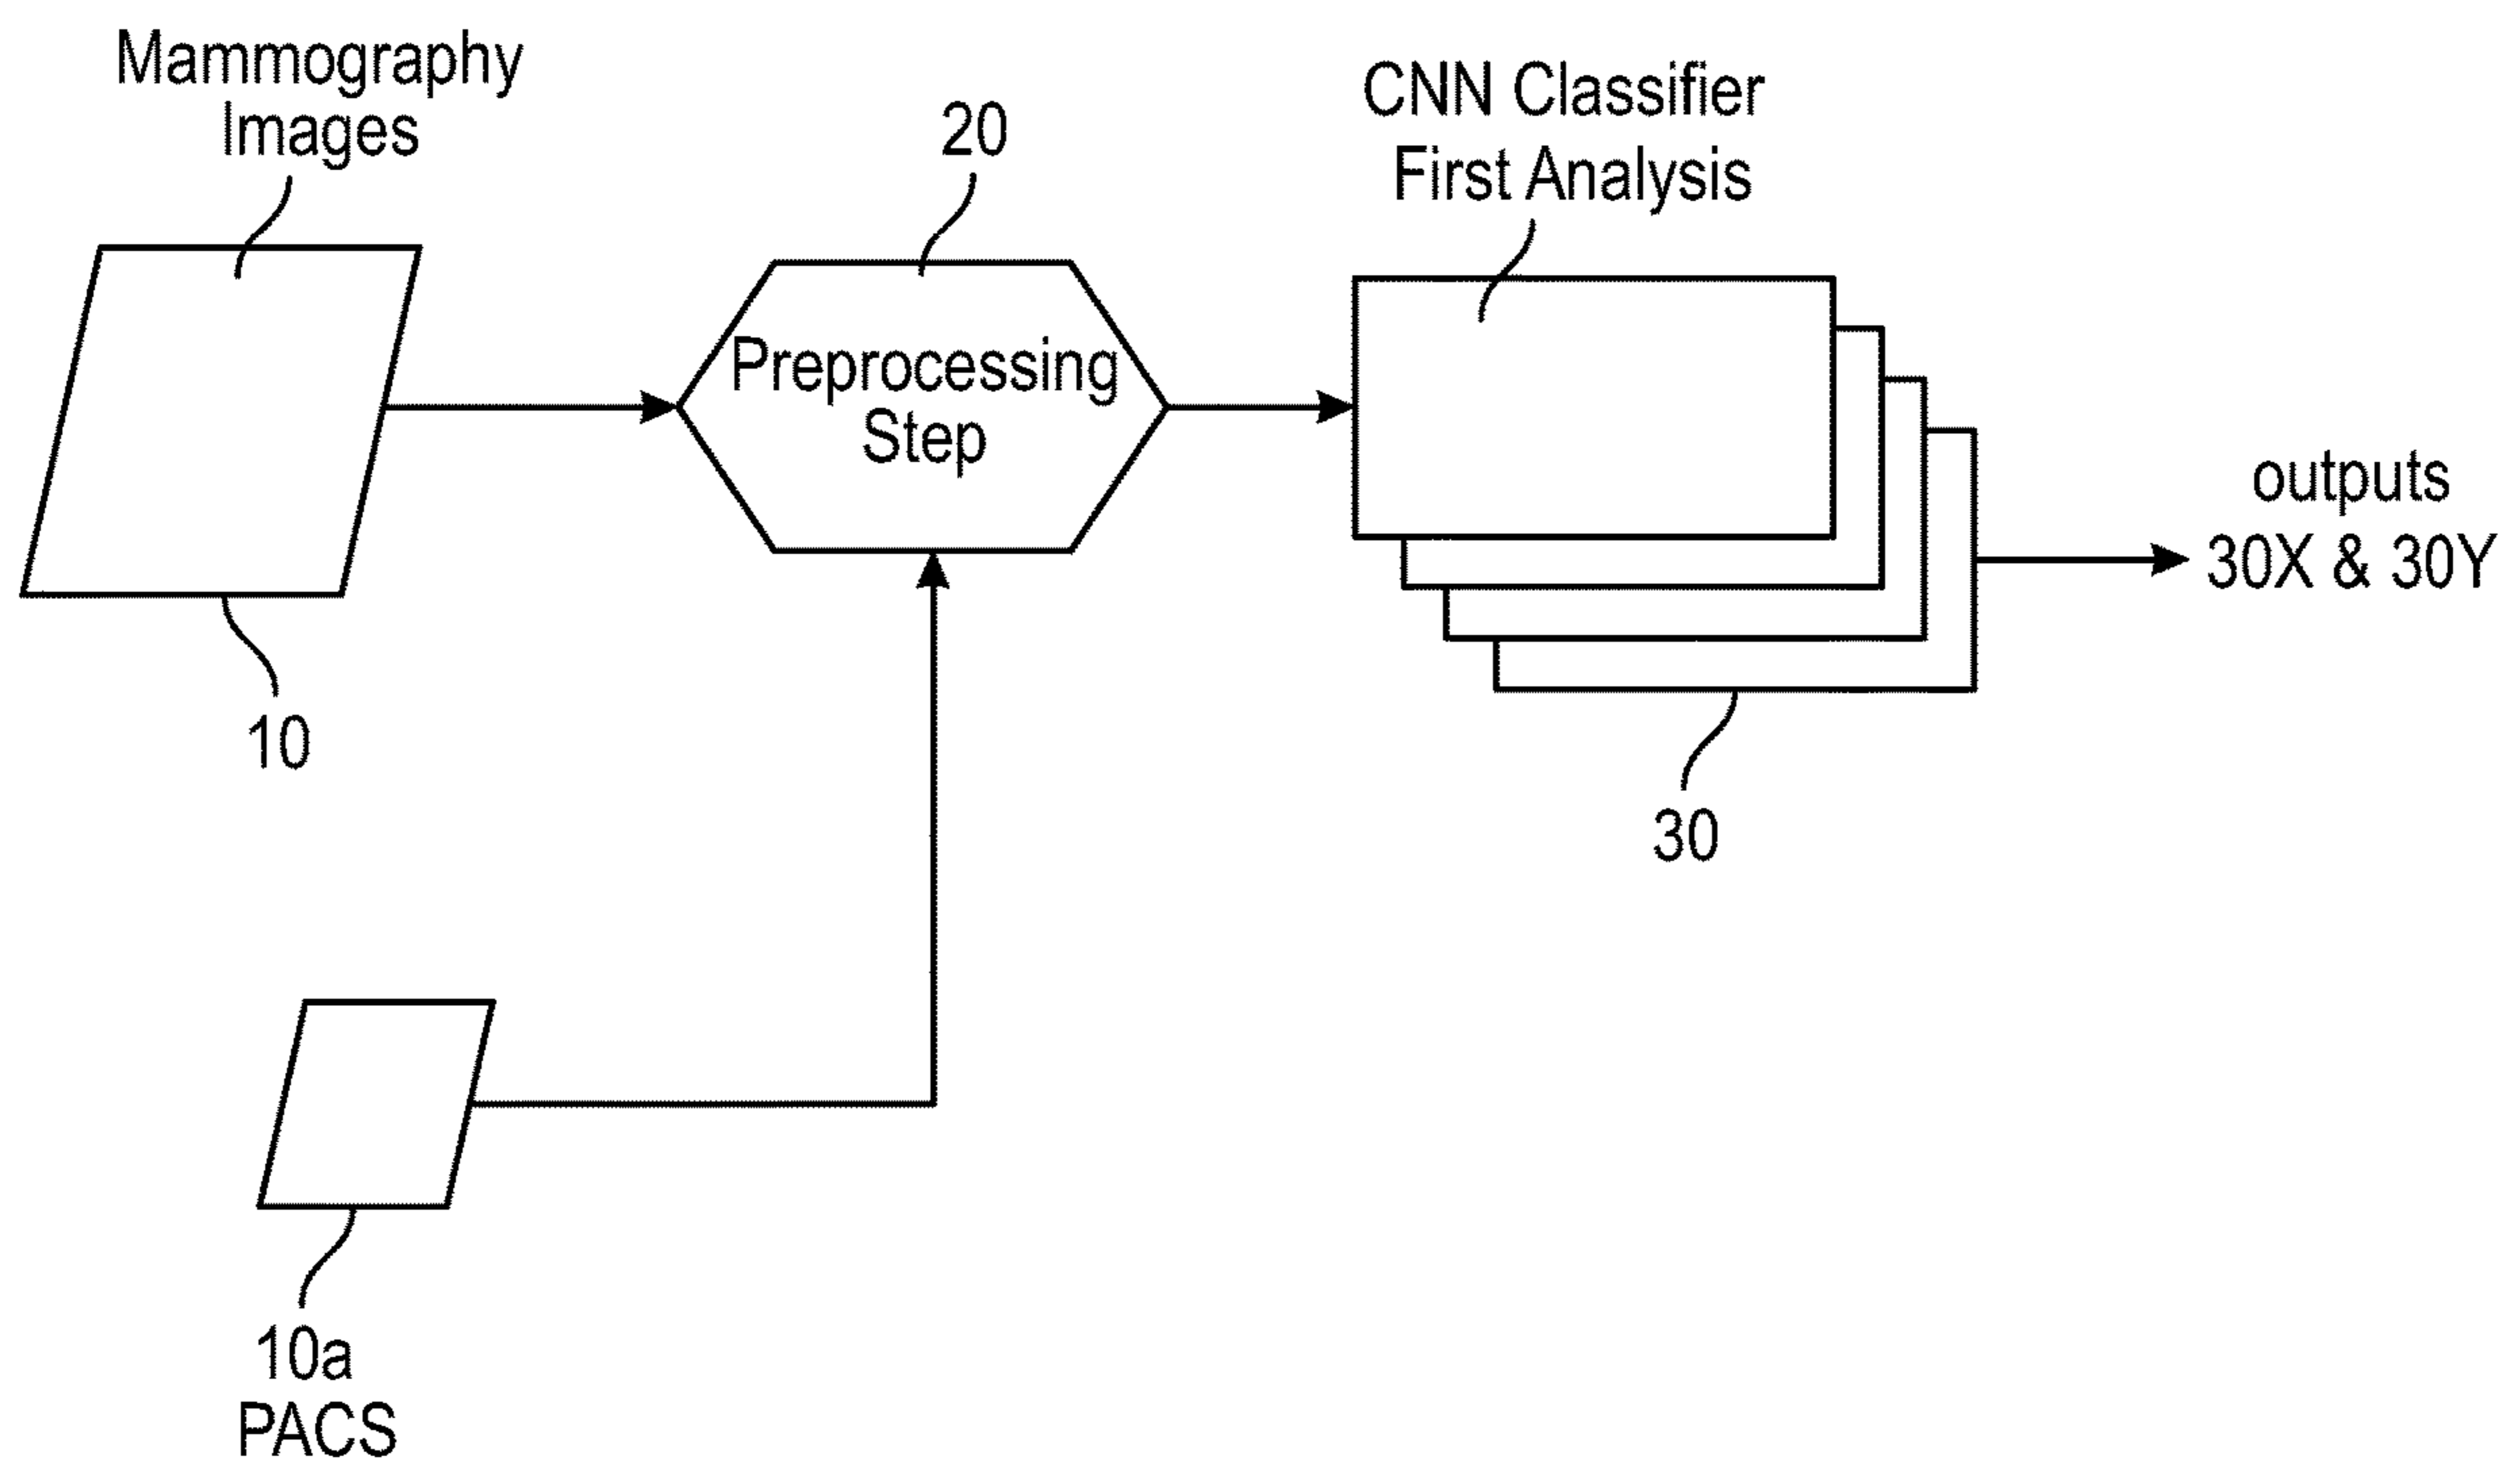 Mammography
Images
10
20
Preprocessing
Step
CNN Classifier
First Analysis
30
outputs
30X & 30Y
10a
PACS